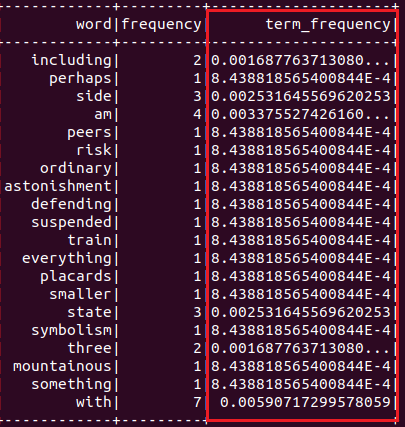 -------------+---------+--------------------+
word|frequency| term_frequency|
-------------+---------+--------------------+
including| 2|0.001687763713080...|
perhaps| 1|8.438818565400844E-4|
side| 3|0.002531645569620253|
am| 4|0.003375527426160...|
peers| 1|8.438818565400844E-4|
risk| 1|8.438818565400844E-4|
ordinary| 1|8.438818565400844E-4|
astonishment| 1|8.438818565400844E-4|
defending| 1|8.438818565400844E-4|
suspended| 1|8.438818565400844E-4|
train| 1|8.438818565400844E-4|
everything| 1|8.438818565400844E-4|
placards| 1|8.438818565400844E-4|
smaller| 1|8.438818565400844E-4|
state| 3|0.002531645569620253|
symbolism| 1|8.438818565400844E-4|
three| 2|0.001687763713080...|
mountainous| 1|8.438818565400844E-4|
something| 1|8.438818565400844E-4|
with| 7| 0.00590717299578059|
-------------+---------+--------------------+